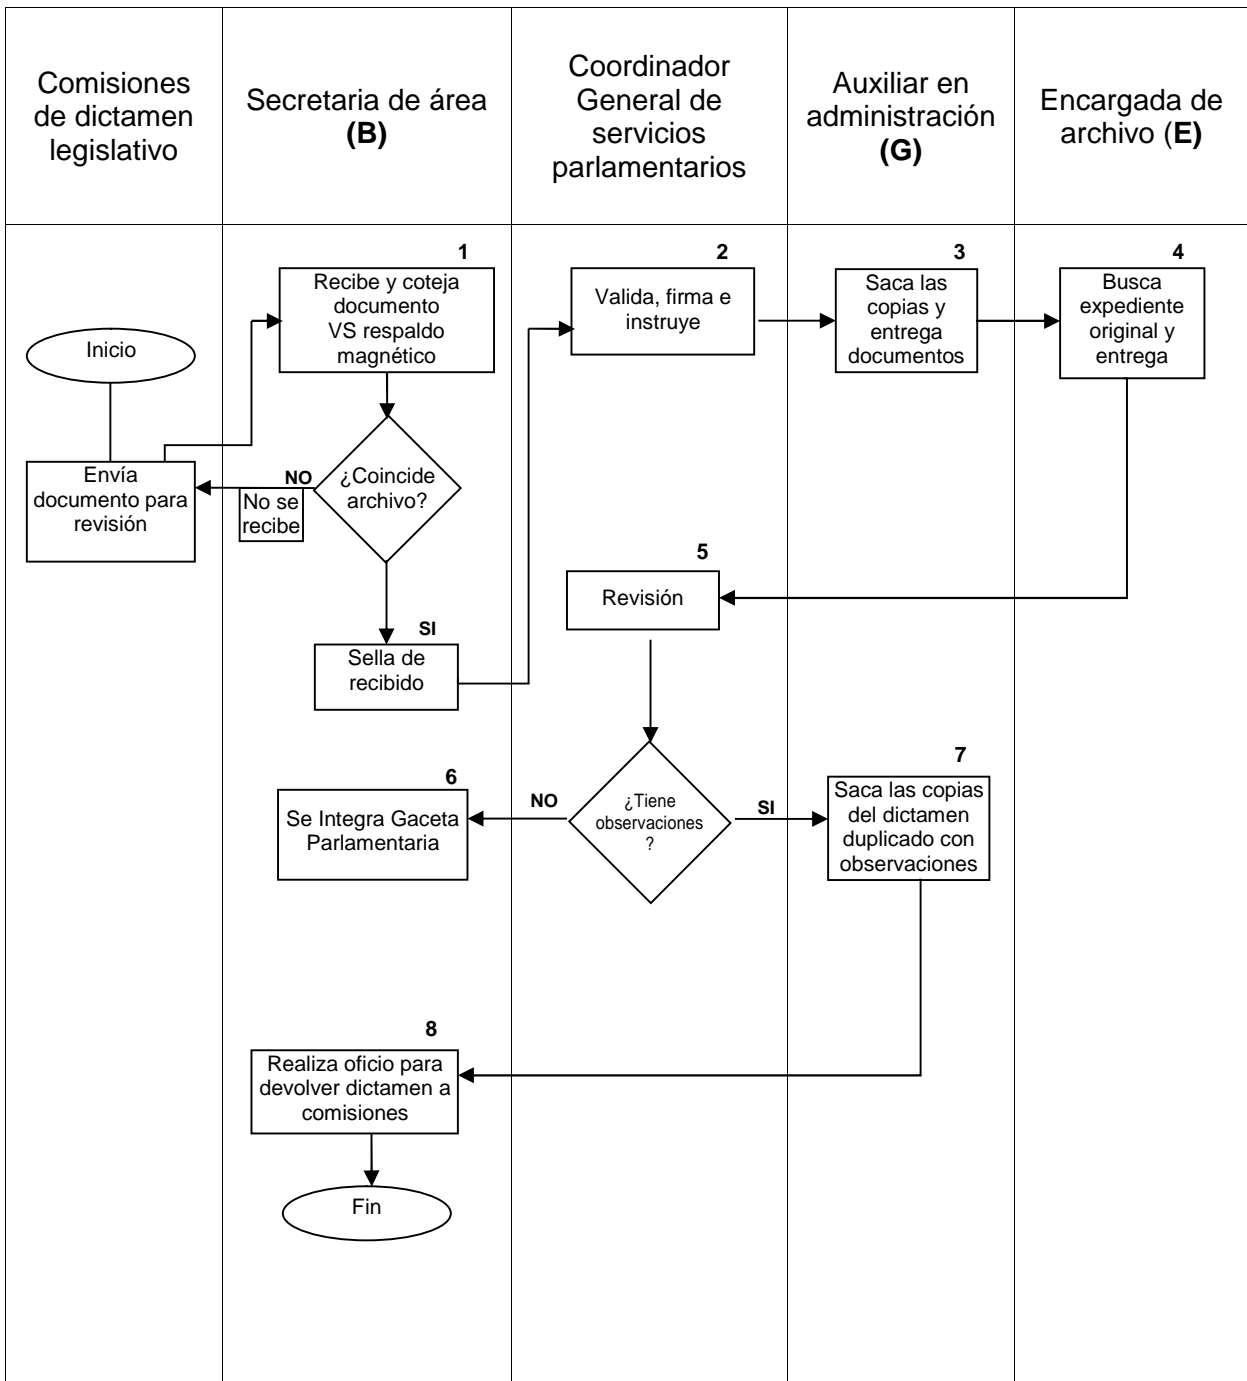 Comisiones
de dictamen
legislativo
Secretaria de área
(B)
Coordinador
General de
servicios
parlamentarios
Auxiliar en
administración
(G)
Encargada de
archivo (E)
Inicio
Envía
documento para
revisión
1
Recibe y coteja
documento
VS respaldo
magnético
¿Coincide
archivo?
NO
No se
recibe
SI
Sella de
recibido
2
Valida, firma e
instruye
3
Saca las
copias y
entrega
documentos
4
Busca
expediente
original y
entrega
5
Revisión
¿Tiene
observaciones
?
NO
SI
6
Se Integra Gaceta
Parlamentaria
7
Saca las copias
del dictamen
duplicado con
observaciones
8
Realiza oficio para
devolver dictamen a
comisiones
Fin